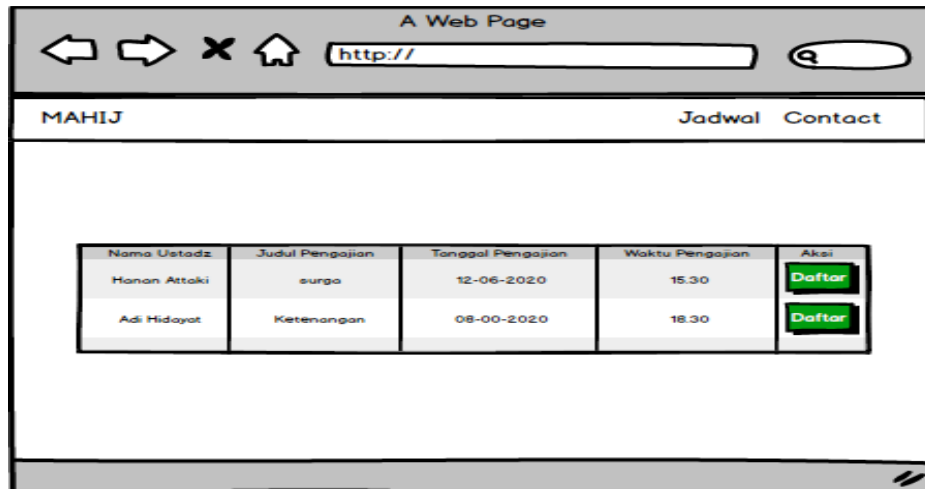 A Web Page
http://
MAHIJ Jadwal Contact
Nama Ustadz Judul Pengajian Tanggal Pengajian Waktu Pengajian Aksi
Hanan Attaki surga 12-06-2020 15.30 Daftar
Adi Hidayat Ketenangan 08-00-2020 18.30 Daftar